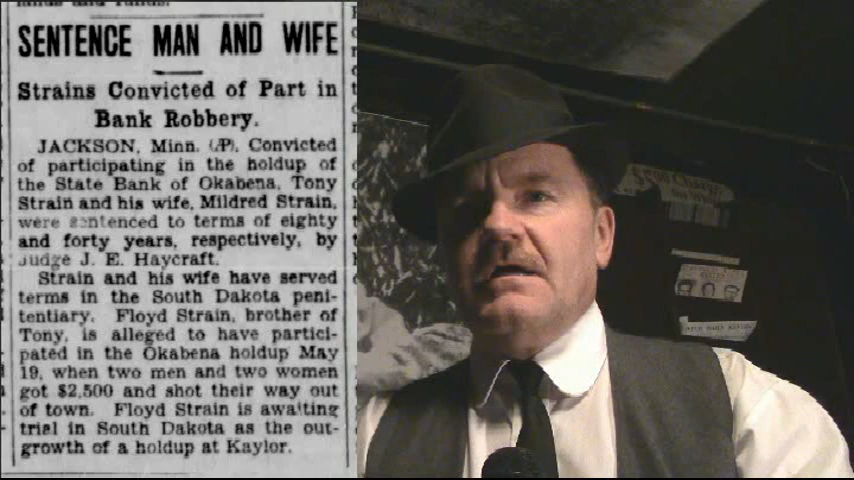 SENTENCE MAN AND WIFE
Strains Convicted of Part in
Bank Robbery.
JACKSON, Minn. (AP). Convicted
of participating in the holdup of
the State Bank of Okabena, Tony
Strain and his wife, Mildred Strain,
were sentenced to terms of eighty
and forty years, respectively, by
Judge J. E. Haycraft.
Strain and his wife have served
terms in the South Dakota peni-
tentiary. Floyd Strain, brother of
Tony, is alleged to have partici-
pated in the Okabena holdup May
19, when two men and two women
got $2,500 and shot their way out
of town. Floyd Strain is awaiting
trial in South Dakota as the out-
growth of a holdup at Kaylor.